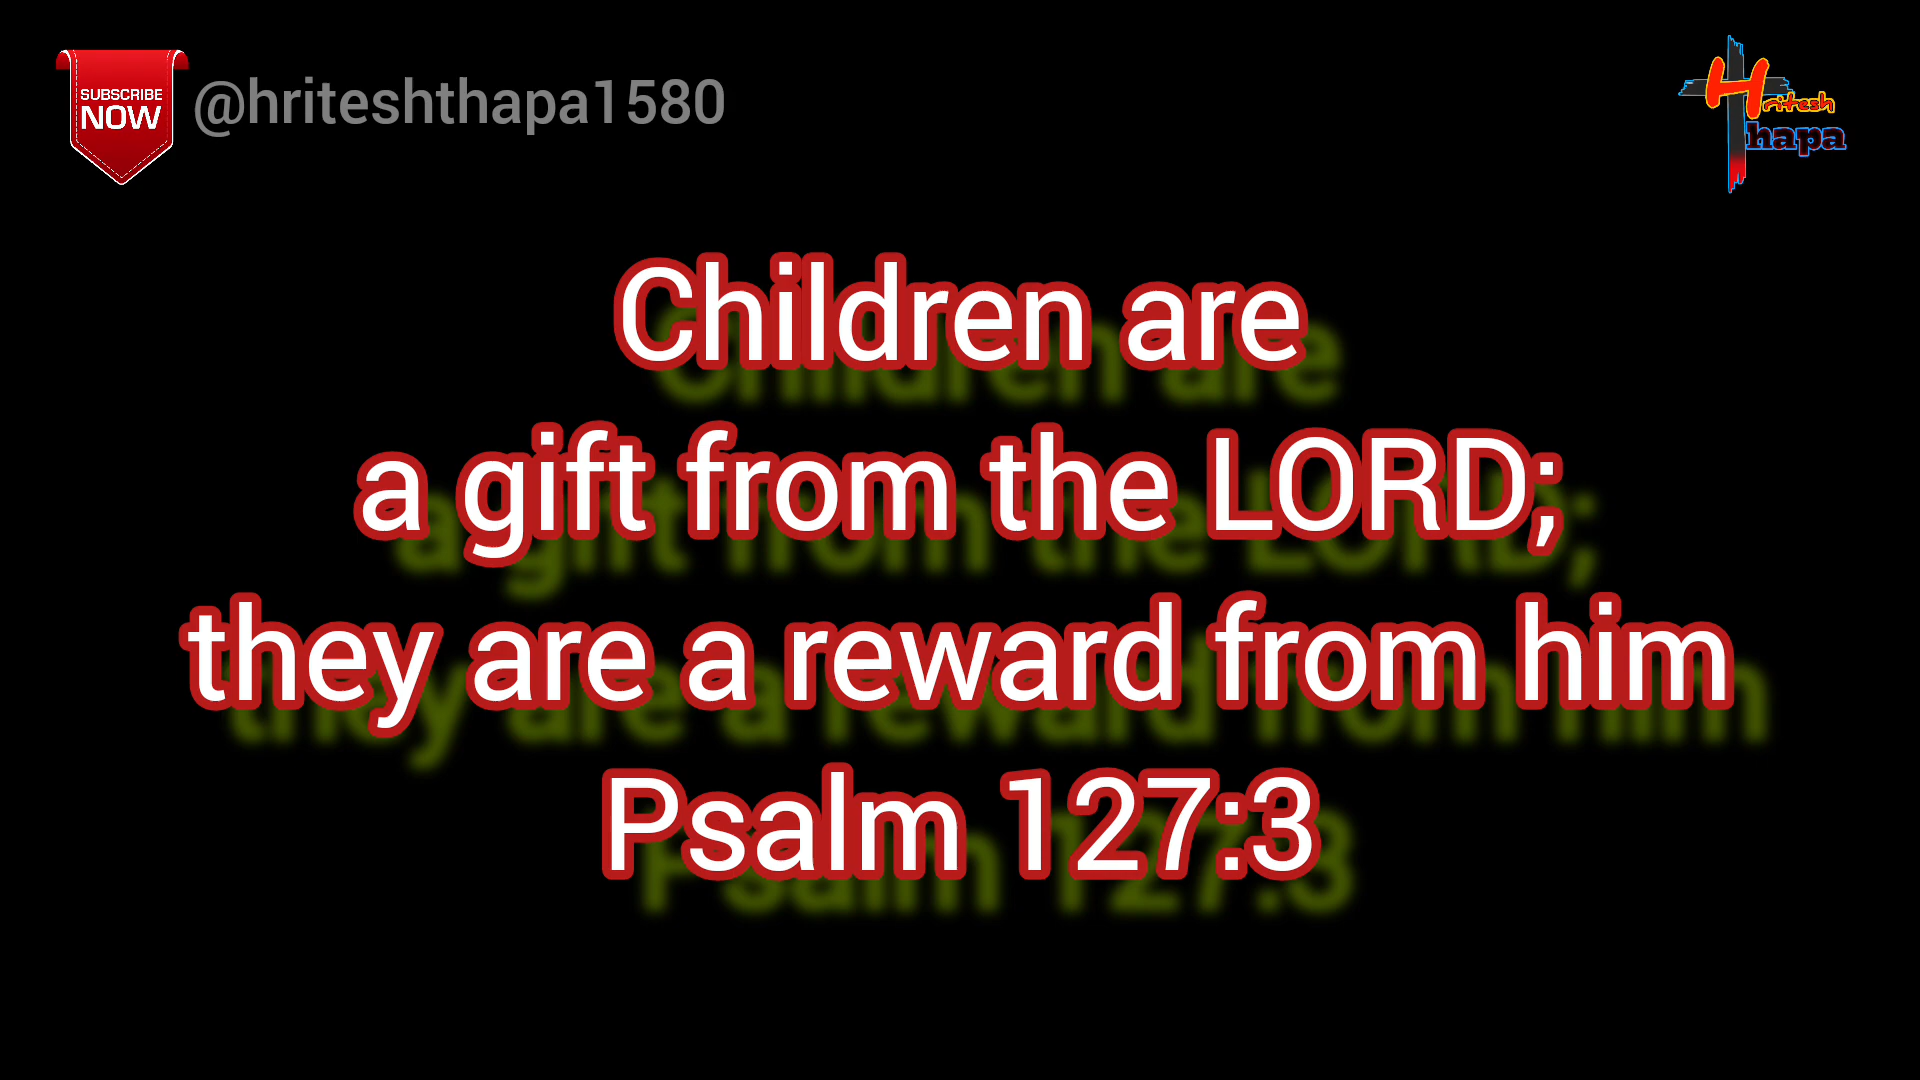 SUBSCRIBE
NOW
@hriteshthapa1580
Hritesh
Thapa
Children are
a gift from the LORD;
they are a reward from him
Psalm 127:3